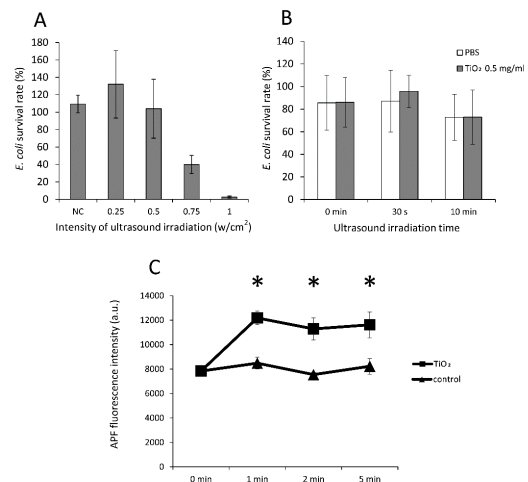 A
E. coli survival rate (%)
180
160
140
120
100
80
60
40
20
0
NC 0.25 0.5 0.75 1
Intensity of ultrasound irradiation (w/cm²)
B
E. coli survival rate (%)
140
120
100
80
60
40
20
0
0 min 30 s 10 min
Ultrasound irradiation time
PBS
TiO₂ 0.5 mg/ml
C
* * *
APF fluorescence intensity (a.u.)
14000
12000
10000
8000
6000
4000
2000
0
0 min 1 min 2 min 5 min
TiO₂
control